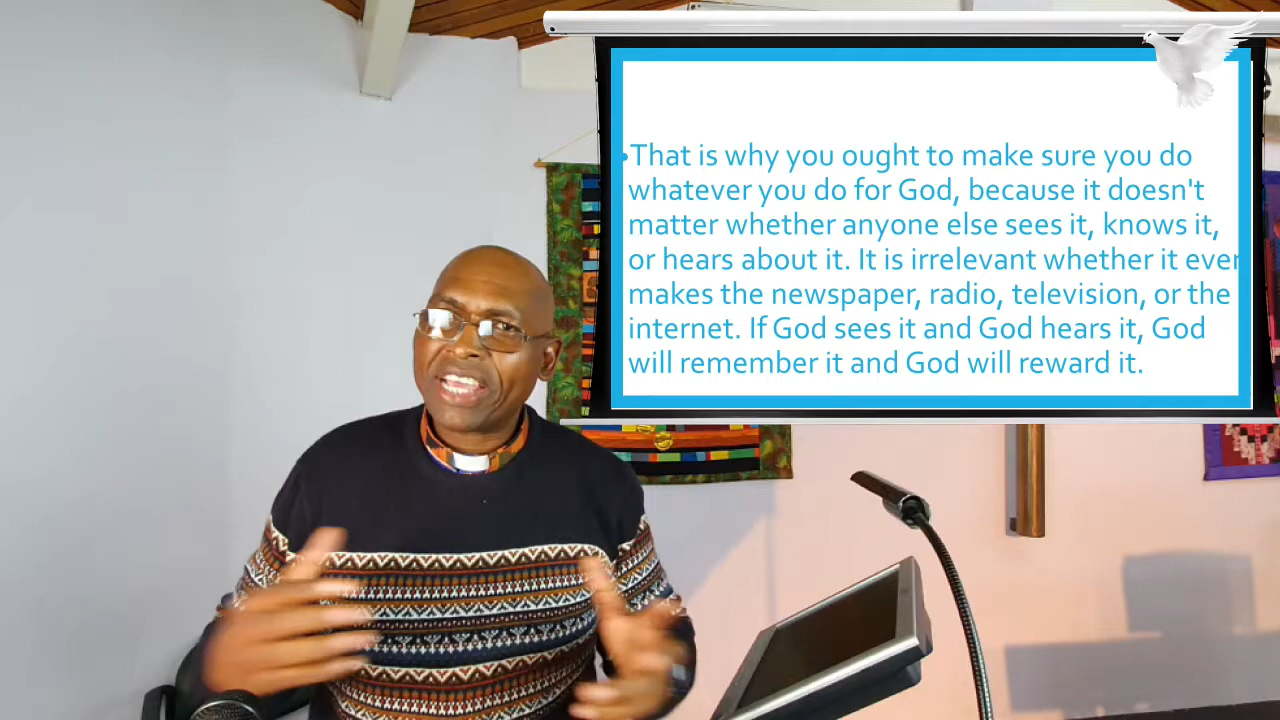 •That is why you ought to make sure you do
whatever you do for God, because it doesn't
matter whether anyone else sees it, knows it,
or hears about it. It is irrelevant whether it ever
makes the newspaper, radio, television, or the
internet. If God sees it and God hears it, God
will remember it and God will reward it.